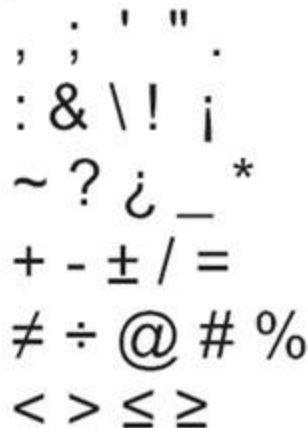 , ; ' " .
: & \ ! ¡
~ ? ¿ _ *
+ - ± / =
≠ ÷ @ # %
< > ≤ ≥